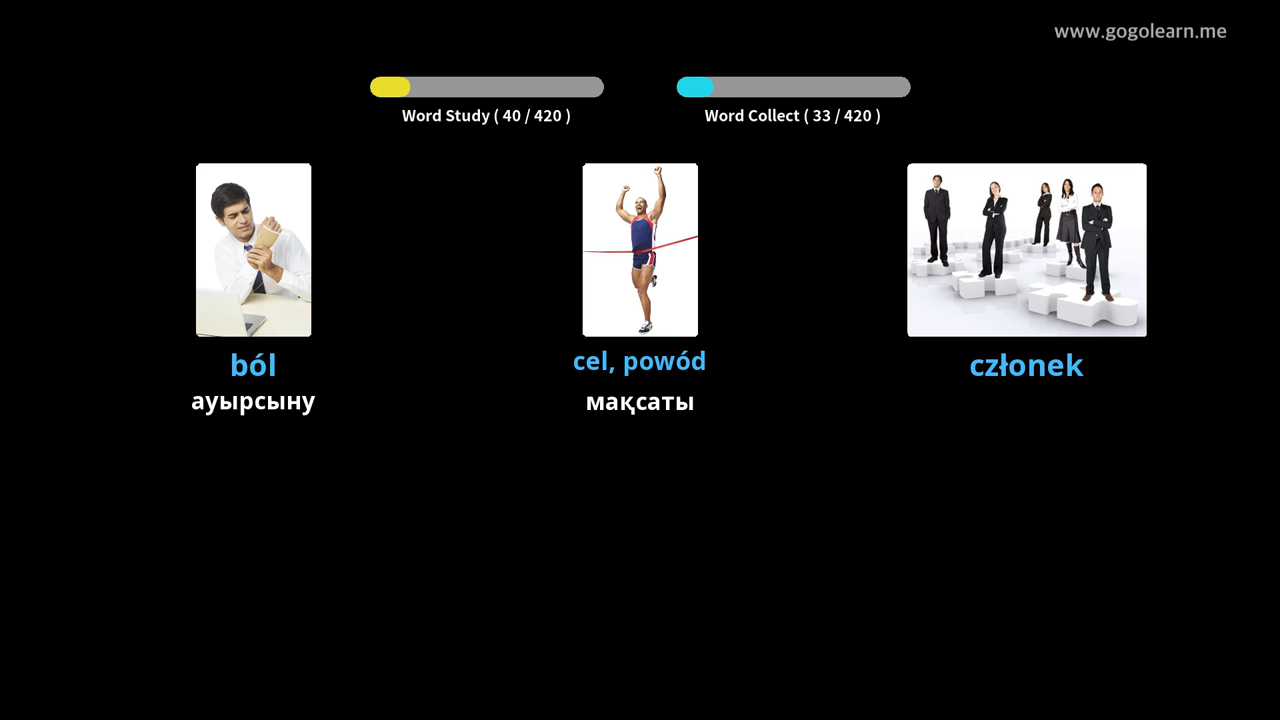 www.gogolearn.me
Word Study ( 40 / 420 )
Word Collect ( 33 / 420 )
ból
ауырсыну
cel, powód
мақсаты
członek